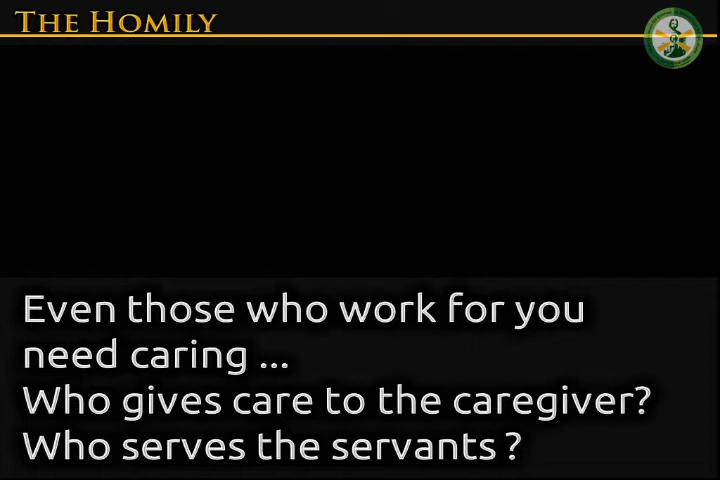 The Homily
Even those who work for you
need caring ...
Who gives care to the caregiver?
Who serves the servants ?